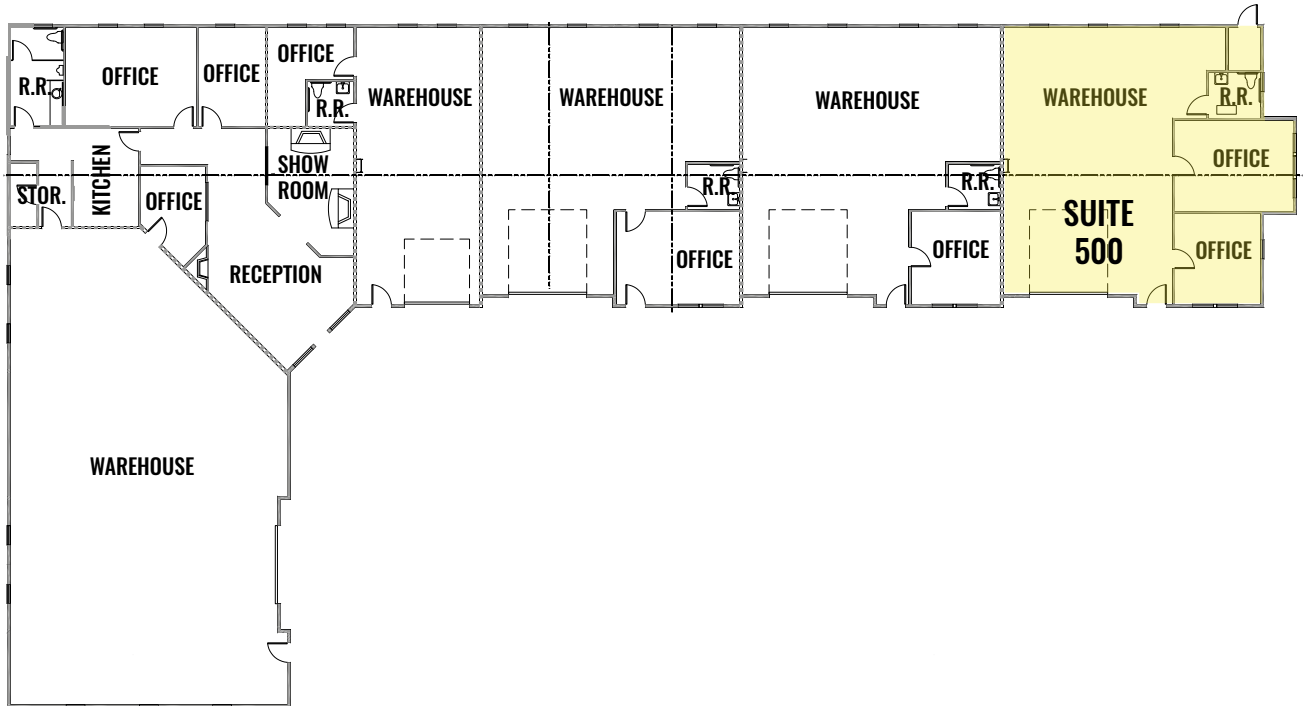 OFFICE
R.R.
OFFICE
OFFICE
R.R.
WAREHOUSE
WAREHOUSE
WAREHOUSE
WAREHOUSE
R.R.
KITCHEN
STOR.
OFFICE
SHOW
ROOM
R.R.
R.R.
OFFICE
SUITE
500
RECEPTION
OFFICE
OFFICE
OFFICE
WAREHOUSE